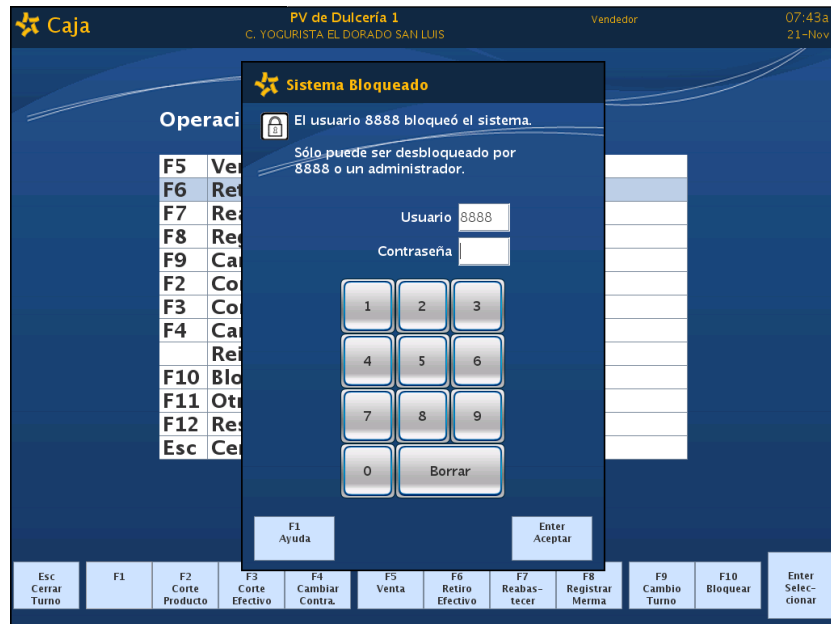 Caja
PV de Dulcería 1
C. YOGURISTA EL DORADO SAN LUIS
Vendedor
07:43a
21-Nov
Operaci
F5 Ve
F6 Ret
F7 Rea
F8 Reg
F9 Ca
F2 Co
F3 Co
F4 Ca
Rei
F10 Blo
F11 Ot
F12 Re
Esc Ce
Sistema Bloqueado
El usuario 8888 bloqueó el sistema.
Sólo puede ser desbloqueado por
8888 o un administrador.
Usuario 8888
Contraseña
1 2 3
4 5 6
7 8 9
0 Borrar
F1
Ayuda
Enter
Aceptar
Esc
Cerrar
Turno
F1
F2
Corte
Producto
F3
Corte
Efectivo
F4
Cambiar
Contra.
F5
Venta
F6
Retiro
Efectivo
F7
Reabas-
tecer
F8
Registrar
Merma
F9
Cambio
Turno
F10
Bloquear
Enter
Selec-
cionar